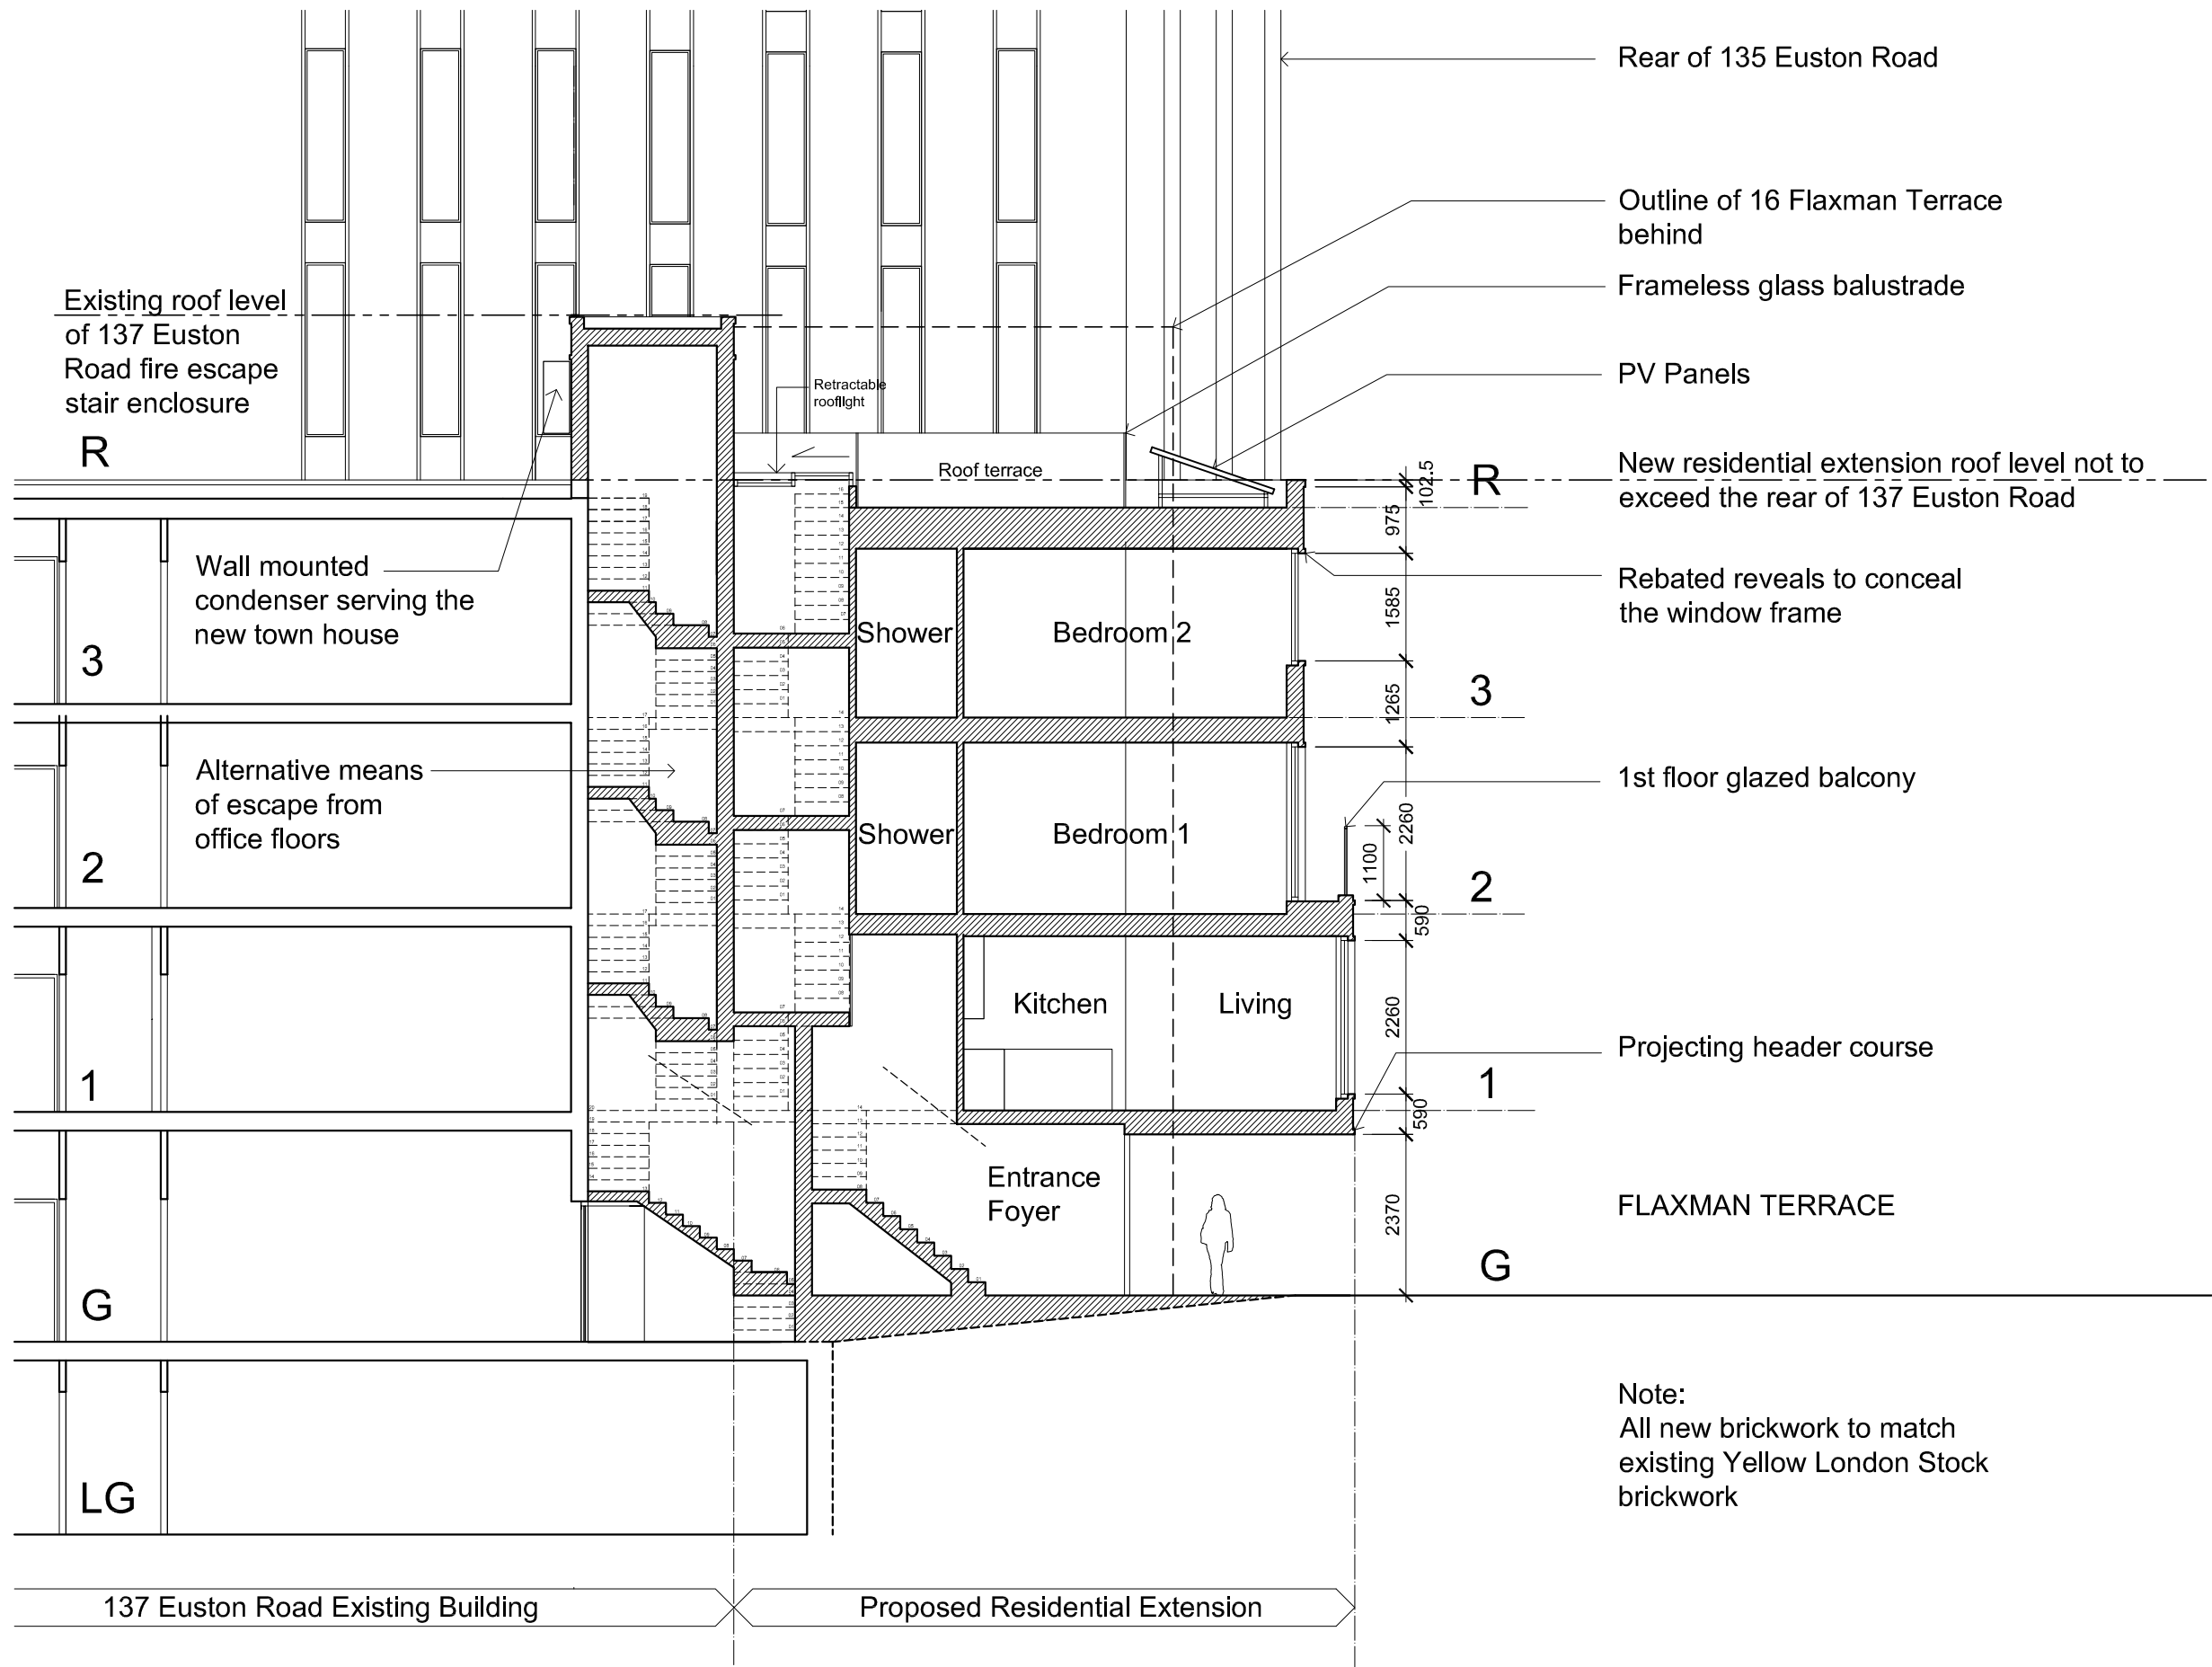 Rear of 135 Euston Road
Outline of 16 Flaxman Terrace
behind
Frameless glass balustrade
Existing roof level
of 137 Euston
Road fire escape
stair enclosure
PV Panels
Retractable
rooflight
R
Roof terrace
R
102.5
New residential extension roof level not to
exceed the rear of 137 Euston Road
975
Wall mounted
condenser serving the
new town house
Rebated reveals to conceal
the window frame
1585
Shower
Bedroom 2
3
3
1265
Alternative means
of escape from
office floors
1st floor glazed balcony
2260
Shower
Bedroom 1
1100
2
2
590
Kitchen
Living
2260
Projecting header course
1
1
590
Entrance
Foyer
2370
FLAXMAN TERRACE
G
G
Note:
All new brickwork to match
existing Yellow London Stock
brickwork
LG
137 Euston Road Existing Building
Proposed Residential Extension